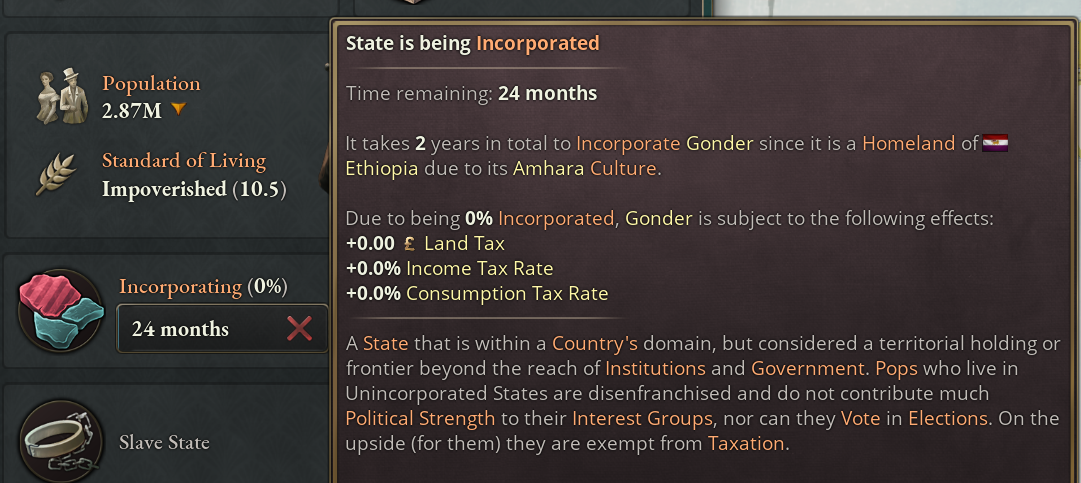 Population
2.87M
Standard of Living
Impoverished (10.5)
Incorporating (0%)
24 months
Slave State
State is being Incorporated
Time remaining: 24 months
It takes 2 years in total to Incorporate Gonder since it is a Homeland of
Ethiopia due to its Amhara Culture.
Due to being 0% Incorporated, Gonder is subject to the following effects:
+0.00 £ Land Tax
+0.0% Income Tax Rate
+0.0% Consumption Tax Rate
A State that is within a Country's domain, but considered a territorial holding or
frontier beyond the reach of Institutions and Government. Pops who live in
Unincorporated States are disenfranchised and do not contribute much
Political Strength to their Interest Groups, nor can they Vote in Elections. On the
upside (for them) they are exempt from Taxation.